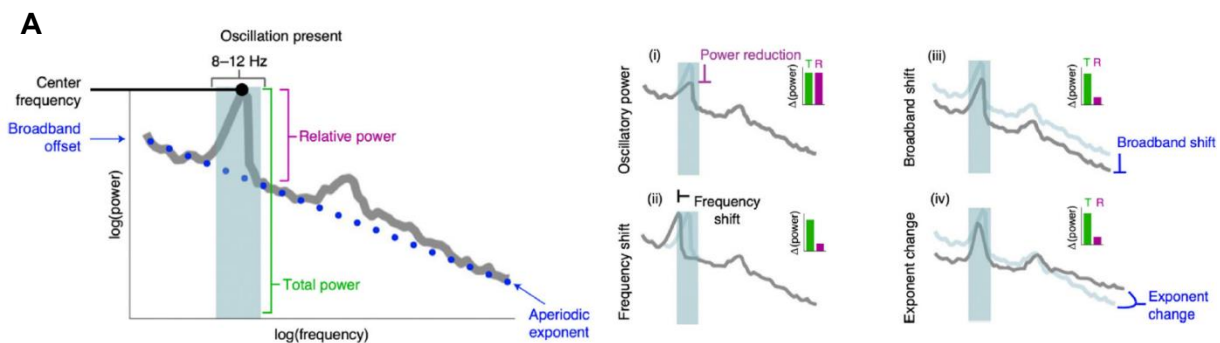 A
Oscillation present
8–12 Hz
Center
frequency
Broadband
offset
Relative power
log(power)
Total power
Aperiodic
exponent
log(frequency)
(i)
Power reduction
T R
Δ(power)
Oscillatory power
(ii)
Frequency
shift
Δ(power)
Frequency shift
(iii)
T R
Δ(power)
Broadband shift
Broadband shift
(iv)
T R
Δ(power)
Exponent
change
Exponent change